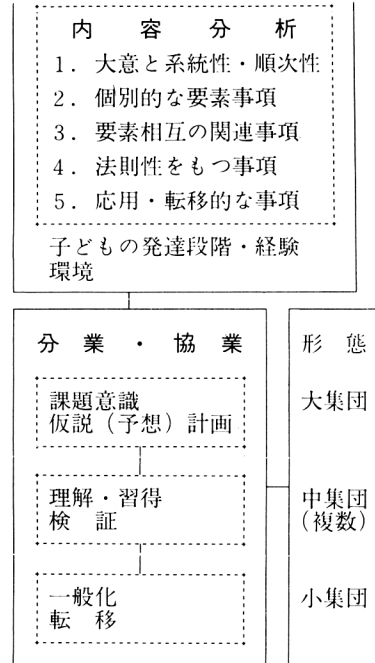 内容分析
1．大意と系統性・順次性
2．個別的な要素事項
3．要素相互の関連事項
4．法則性をもつ事項
5．応用・転移的な事項
子どもの発達段階・経験
環境
分業・協業
課題意識
仮説（予想）計画
理解・習得
検証
一般化
転移
形態
大集団
中集団
（複数）
小集団